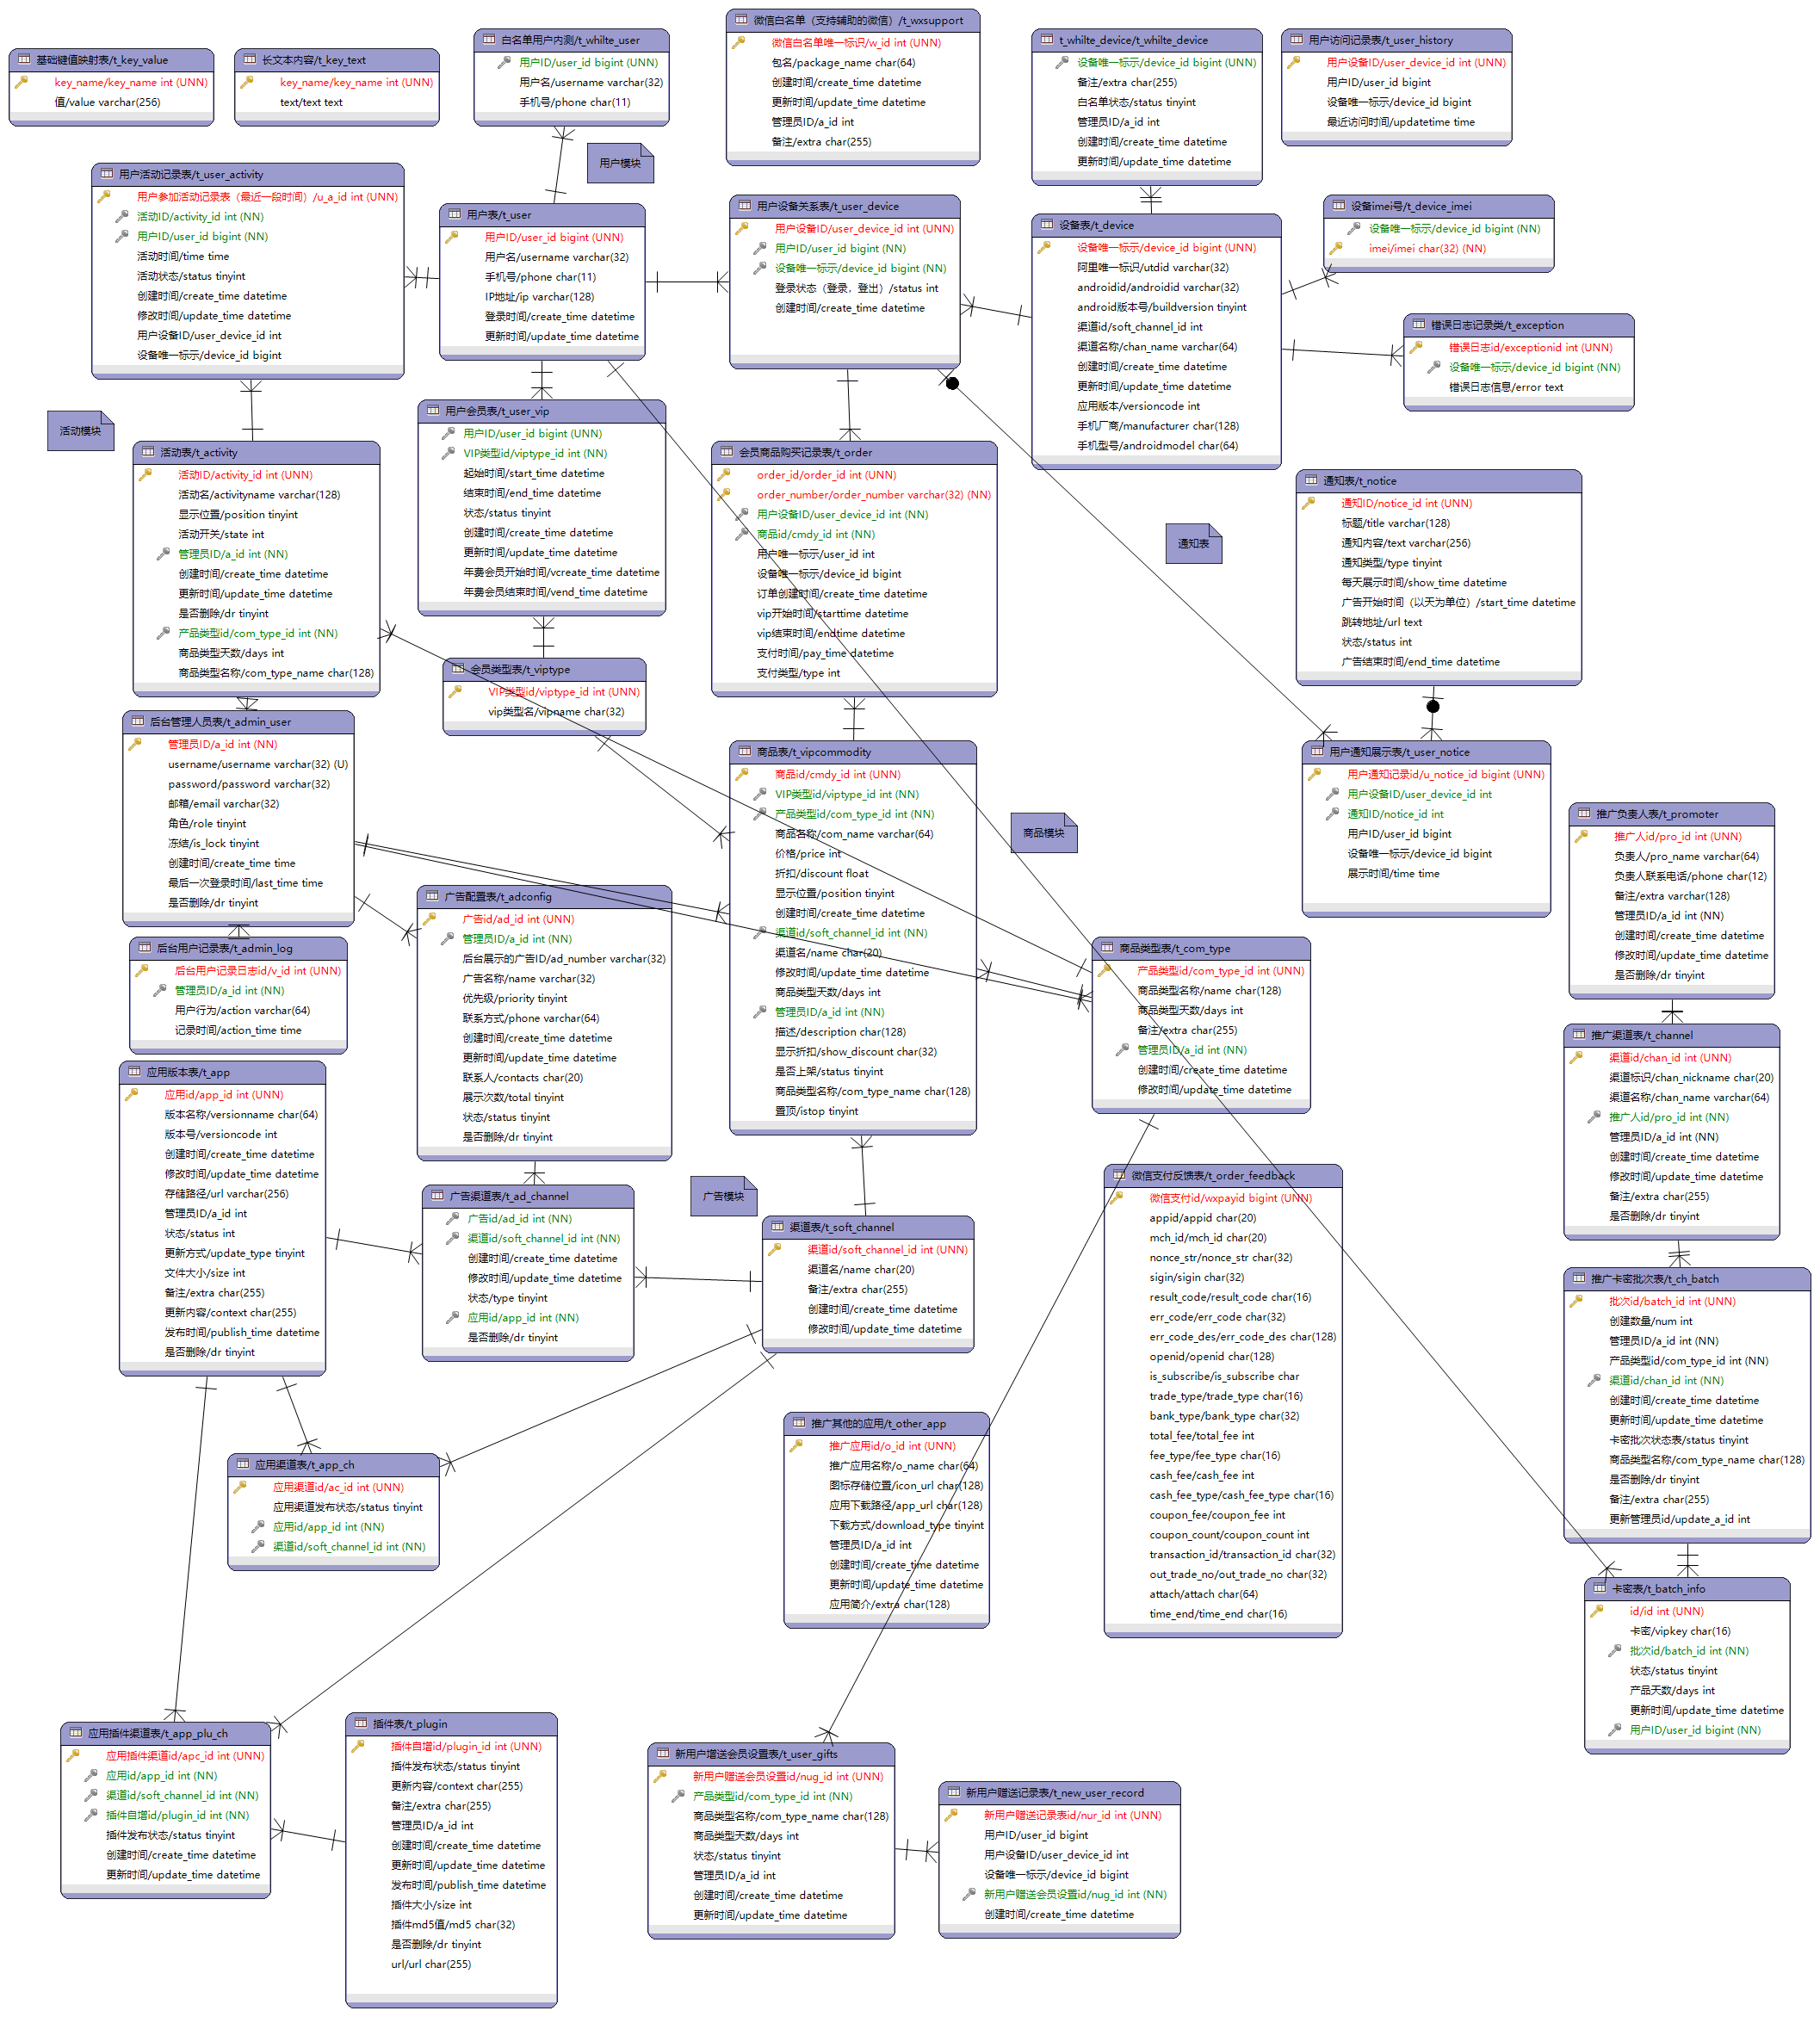 基础键值映射表/t_key_value
key_name/key_name int (UNN)
值/value varchar(256)
长文本内容/t_key_text
key_name/key_name int (UNN)
text/text text
白名单用户内测/t_whilte_user
用户ID/user_id bigint (UNN)
用户名/username varchar(32)
手机号/phone char(11)
微信白名单（支持辅助的微信）/t_wxsupport
微信白名单唯一标识/w_id int (UNN)
包名/package_name char(64)
创建时间/create_time datetime
更新时间/update_time datetime
管理员ID/a_id int
备注/extra char(255)
t_whilte_device/t_whilte_device
设备唯一标示/device_id bigint (UNN)
备注/extra char(255)
白名单状态/status tinyint
管理员ID/a_id int
创建时间/create_time datetime
更新时间/update_time datetime
用户访问记录表/t_user_history
用户设备ID/user_device_id int (UNN)
用户ID/user_id bigint
设备唯一标示/device_id bigint
最近访问时间/updatetime time
用户模块
用户活动记录表/t_user_activity
用户参加活动记录表（最近一段时间）/u_a_id int (UNN)
活动ID/activity_id int (NN)
用户ID/user_id bigint (NN)
活动时间/time time
活动状态/status tinyint
创建时间/create_time datetime
修改时间/update_time datetime
用户设备ID/user_device_id int
设备唯一标示/device_id bigint
用户表/t_user
用户ID/user_id bigint (UNN)
用户名/username varchar(32)
手机号/phone char(11)
IP地址/ip varchar(128)
登录时间/create_time datetime
更新时间/update_time datetime
用户设备关系表/t_user_device
用户设备ID/user_device_id int (UNN)
用户ID/user_id bigint (NN)
设备唯一标示/device_id bigint (NN)
登录状态（登录，登出）/status int
创建时间/create_time datetime
设备表/t_device
设备唯一标示/device_id bigint (UNN)
阿里唯一标识/utdid varchar(32)
androidid/androidid varchar(32)
android版本号/buildversion tinyint
渠道id/soft_channel_id int
渠道名称/chan_name varchar(64)
创建时间/create_time datetime
更新时间/update_time datetime
应用版本/versioncode int
手机厂商/manufacturer char(128)
手机型号/androidmodel char(64)
设备imei号/t_device_imei
设备唯一标示/device_id bigint (NN)
imei/imei char(32) (NN)
错误日志记录类/t_exception
错误日志id/exceptionid int (UNN)
设备唯一标示/device_id bigint (NN)
错误日志信息/error text
活动模块
活动表/t_activity
活动ID/activity_id int (UNN)
活动名/activityname varchar(128)
显示位置/position tinyint
活动开关/state int
管理员ID/a_id int (NN)
创建时间/create_time datetime
更新时间/update_time datetime
是否删除/dr tinyint
产品类型id/com_type_id int (NN)
商品类型天数/days int
商品类型名称/com_type_name char(128)
用户会员表/t_user_vip
用户ID/user_id bigint (UNN)
VIP类型id/viptype_id int (NN)
起始时间/start_time datetime
结束时间/end_time datetime
状态/status tinyint
创建时间/create_time datetime
更新时间/update_time datetime
年费会员开始时间/vcreate_time datetime
年费会员结束时间/vend_time datetime
会员商品购买记录表/t_order
order_id/order_id int (UNN)
order_number/order_number varchar(32) (NN)
用户设备ID/user_device_id int (NN)
商品id/cmdy_id int (NN)
用户唯一标示/user_id int
设备唯一标示/device_id bigint
订单创建时间/create_time datetime
vip开始时间/starttime datetime
vip结束时间/endtime datetime
支付时间/pay_time datetime
支付类型/type int
通知表
通知表/t_notice
通知ID/notice_id int (UNN)
标题/title varchar(128)
通知内容/text varchar(256)
通知类型/type tinyint
每天展示时间/show_time datetime
广告开始时间（以天为单位）/start_time datetime
跳转地址/url text
状态/status int
广告结束时间/end_time datetime
会员类型表/t_viptype
VIP类型id/viptype_id int (UNN)
vip类型名/vipname char(32)
后台管理人员表/t_admin_user
管理员ID/a_id int (NN)
username/username varchar(32) (U)
password/password varchar(32)
邮箱/email varchar(32)
角色/role tinyint
冻结/is_lock tinyint
创建时间/create_time time
最后一次登录时间/last_time time
是否删除/dr tinyint
商品表/t_vipcommodity
商品id/cmdy_id int (UNN)
VIP类型id/viptype_id int (NN)
产品类型id/com_type_id int (NN)
商品名称/com_name varchar(64)
价格/price int
折扣/discount float
显示位置/position tinyint
创建时间/create_time datetime
渠道id/soft_channel_id int (NN)
渠道名/name char(20)
修改时间/update_time datetime
商品类型天数/days int
管理员ID/a_id int (NN)
描述/description char(128)
显示折扣/show_discount char(32)
是否上架/status tinyint
商品类型名称/com_type_name char(128)
置顶/istop tinyint
商品模块
用户通知展示表/t_user_notice
用户通知记录id/u_notice_id bigint (UNN)
用户设备ID/user_device_id int
通知ID/notice_id int
用户ID/user_id bigint
设备唯一标示/device_id bigint
展示时间/time time
推广负责人表/t_promoter
推广人id/pro_id int (UNN)
负责人/pro_name varchar(64)
负责人联系电话/phone char(12)
备注/extra varchar(128)
管理员ID/a_id int (NN)
创建时间/create_time datetime
修改时间/update_time datetime
是否删除/dr tinyint
广告配置表/t_adconfig
广告id/ad_id int (UNN)
管理员ID/a_id int (NN)
后台展示的广告ID/ad_number varchar(32)
广告名称/name varchar(32)
优先级/priority tinyint
联系方式/phone varchar(64)
创建时间/create_time datetime
更新时间/update_time datetime
联系人/contacts char(20)
展示次数/total tinyint
状态/status tinyint
是否删除/dr tinyint
后台用户记录表/t_admin_log
后台用户记录日志id/v_id int (UNN)
管理员ID/a_id int (NN)
用户行为/action varchar(64)
记录时间/action_time time
商品类型表/t_com_type
产品类型id/com_type_id int (UNN)
商品类型名称/name char(128)
商品类型天数/days int
备注/extra char(255)
管理员ID/a_id int (NN)
创建时间/create_time datetime
修改时间/update_time datetime
推广渠道表/t_channel
渠道id/chan_id int (UNN)
渠道标识/chan_nickname char(20)
渠道名称/chan_name varchar(64)
推广人id/pro_id int (NN)
管理员ID/a_id int (NN)
创建时间/create_time datetime
修改时间/update_time datetime
备注/extra char(255)
是否删除/dr tinyint
应用版本表/t_app
应用id/app_id int (UNN)
版本名称/versionname char(64)
版本号/versioncode int
创建时间/create_time datetime
修改时间/update_time datetime
存储路径/url varchar(256)
管理员ID/a_id int
状态/status int
更新方式/update_type tinyint
文件大小/size int
备注/extra char(255)
更新内容/context char(255)
发布时间/publish_time datetime
是否删除/dr tinyint
广告渠道表/t_ad_channel
广告id/ad_id int (NN)
渠道id/soft_channel_id int (NN)
创建时间/create_time datetime
修改时间/update_time datetime
状态/type tinyint
应用id/app_id int (NN)
是否删除/dr tinyint
广告模块
渠道表/t_soft_channel
渠道id/soft_channel_id int (UNN)
渠道名/name char(20)
备注/extra char(255)
创建时间/create_time datetime
修改时间/update_time datetime
微信支付反馈表/t_order_feedback
微信支付id/wxpayid bigint (UNN)
appid/appid char(20)
mch_id/mch_id char(20)
nonce_str/nonce_str char(32)
sigin/sigin char(32)
result_code/result_code char(16)
err_code/err_code char(32)
err_code_des/err_code_des char(128)
openid/openid char(128)
is_subscribe/is_subscribe char
trade_type/trade_type char(16)
bank_type/bank_type char(32)
total_fee/total_fee int
fee_type/fee_type char(16)
cash_fee/cash_fee int
cash_fee_type/cash_fee_type char(16)
coupon_fee/coupon_fee int
coupon_count/coupon_count int
transaction_id/transaction_id char(32)
out_trade_no/out_trade_no char(32)
attach/attach char(64)
time_end/time_end char(16)
推广卡密批次表/t_ch_batch
批次id/batch_id int (UNN)
创建数量/num int
管理员ID/a_id int (NN)
产品类型id/com_type_id int (NN)
渠道id/chan_id int (NN)
创建时间/create_time datetime
更新时间/update_time datetime
卡密批次状态表/status tinyint
商品类型名称/com_type_name char(128)
是否删除/dr tinyint
备注/extra char(255)
更新管理员id/update_a_id int
应用渠道表/t_app_ch
应用渠道id/ac_id int (UNN)
应用渠道发布状态/status tinyint
应用id/app_id int (NN)
渠道id/soft_channel_id int (NN)
推广其他的应用/t_other_app
推广应用id/o_id int (UNN)
推广应用名称/o_name char(64)
图标存储位置/icon_url char(128)
应用下载路径/app_url char(128)
下载方式/download_type tinyint
管理员ID/a_id int
创建时间/create_time datetime
更新时间/update_time datetime
应用简介/extra char(128)
卡密表/t_batch_info
id/id int (UNN)
卡密/vipkey char(16)
批次id/batch_id int (NN)
状态/status tinyint
产品天数/days int
更新时间/update_time datetime
用户ID/user_id bigint (NN)
应用插件渠道表/t_app_plu_ch
应用插件渠道id/apc_id int (UNN)
应用id/app_id int (NN)
渠道id/soft_channel_id int (NN)
插件自增id/plugin_id int (NN)
插件发布状态/status tinyint
创建时间/create_time datetime
更新时间/update_time datetime
插件表/t_plugin
插件自增id/plugin_id int (UNN)
插件发布状态/status tinyint
更新内容/context char(255)
备注/extra char(255)
管理员ID/a_id int
创建时间/create_time datetime
更新时间/update_time datetime
发布时间/publish_time datetime
插件大小/size int
插件md5值/md5 char(32)
是否删除/dr tinyint
url/url char(255)
新用户增送会员设置表/t_user_gifts
新用户赠送会员设置id/nug_id int (UNN)
产品类型id/com_type_id int (NN)
商品类型名称/com_type_name char(128)
商品类型天数/days int
状态/status tinyint
管理员ID/a_id int
创建时间/create_time datetime
更新时间/update_time datetime
新用户赠送记录表/t_new_user_record
新用户赠送记录表id/nur_id int (UNN)
用户ID/user_id bigint
用户设备ID/user_device_id int
设备唯一标示/device_id bigint
新用户赠送会员设置id/nug_id int (NN)
创建时间/create_time datetime